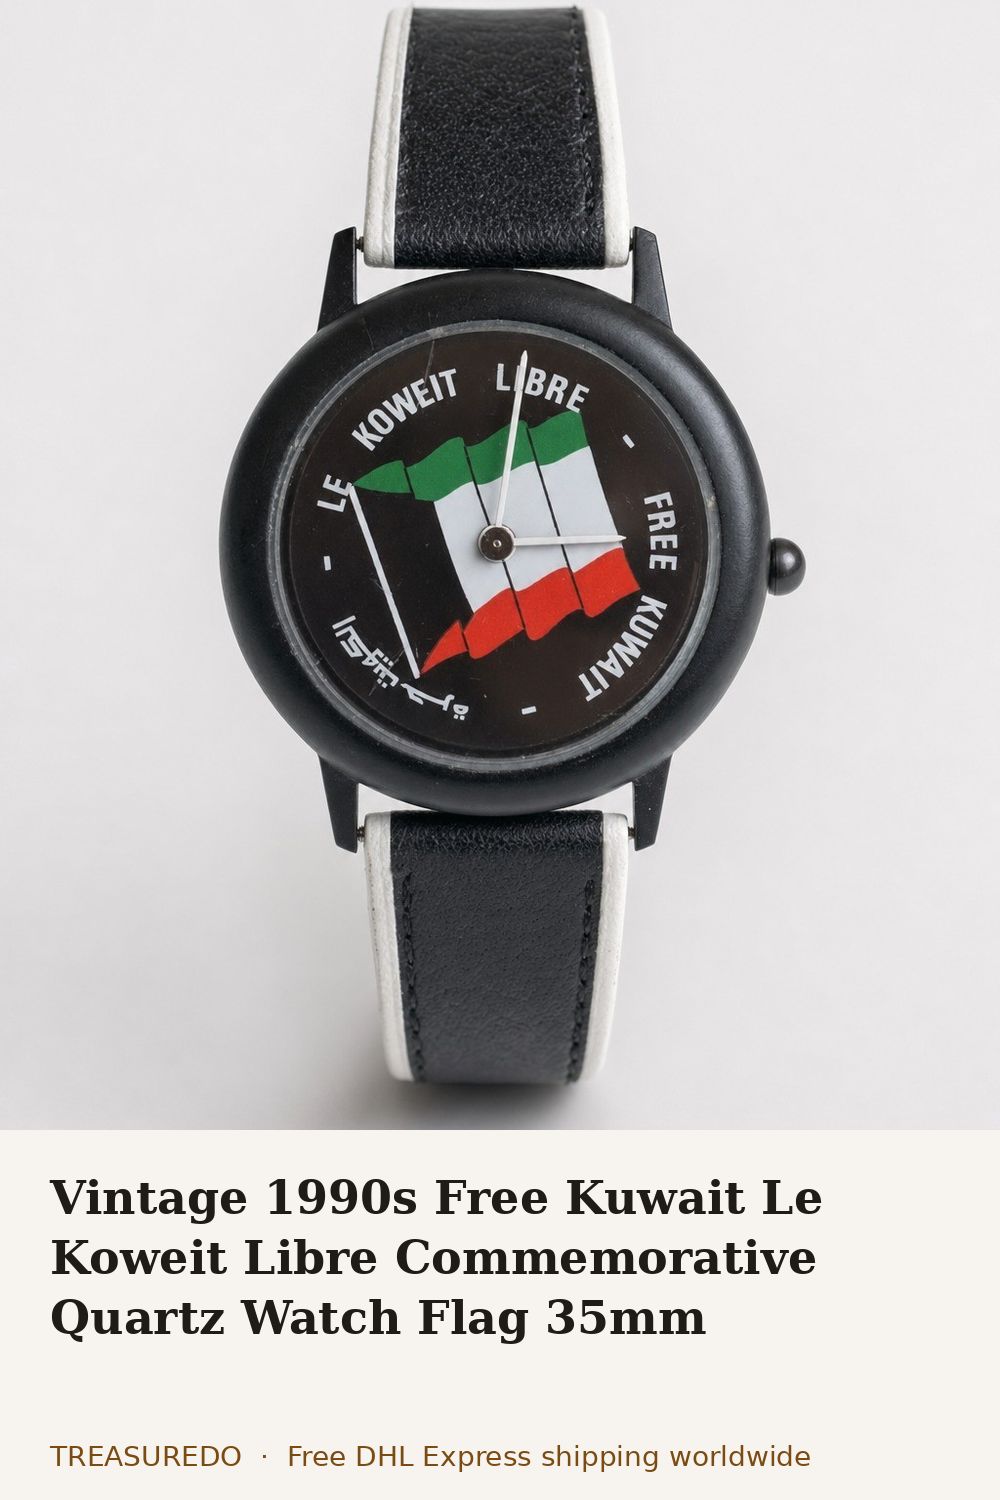 LE KOWEIT LIBRE
FREE KUWAIT
حرة
Vintage 1990s Free Kuwait Le
Koweit Libre Commemorative
Quartz Watch Flag 35mm
TREASUREDO · Free DHL Express shipping worldwide